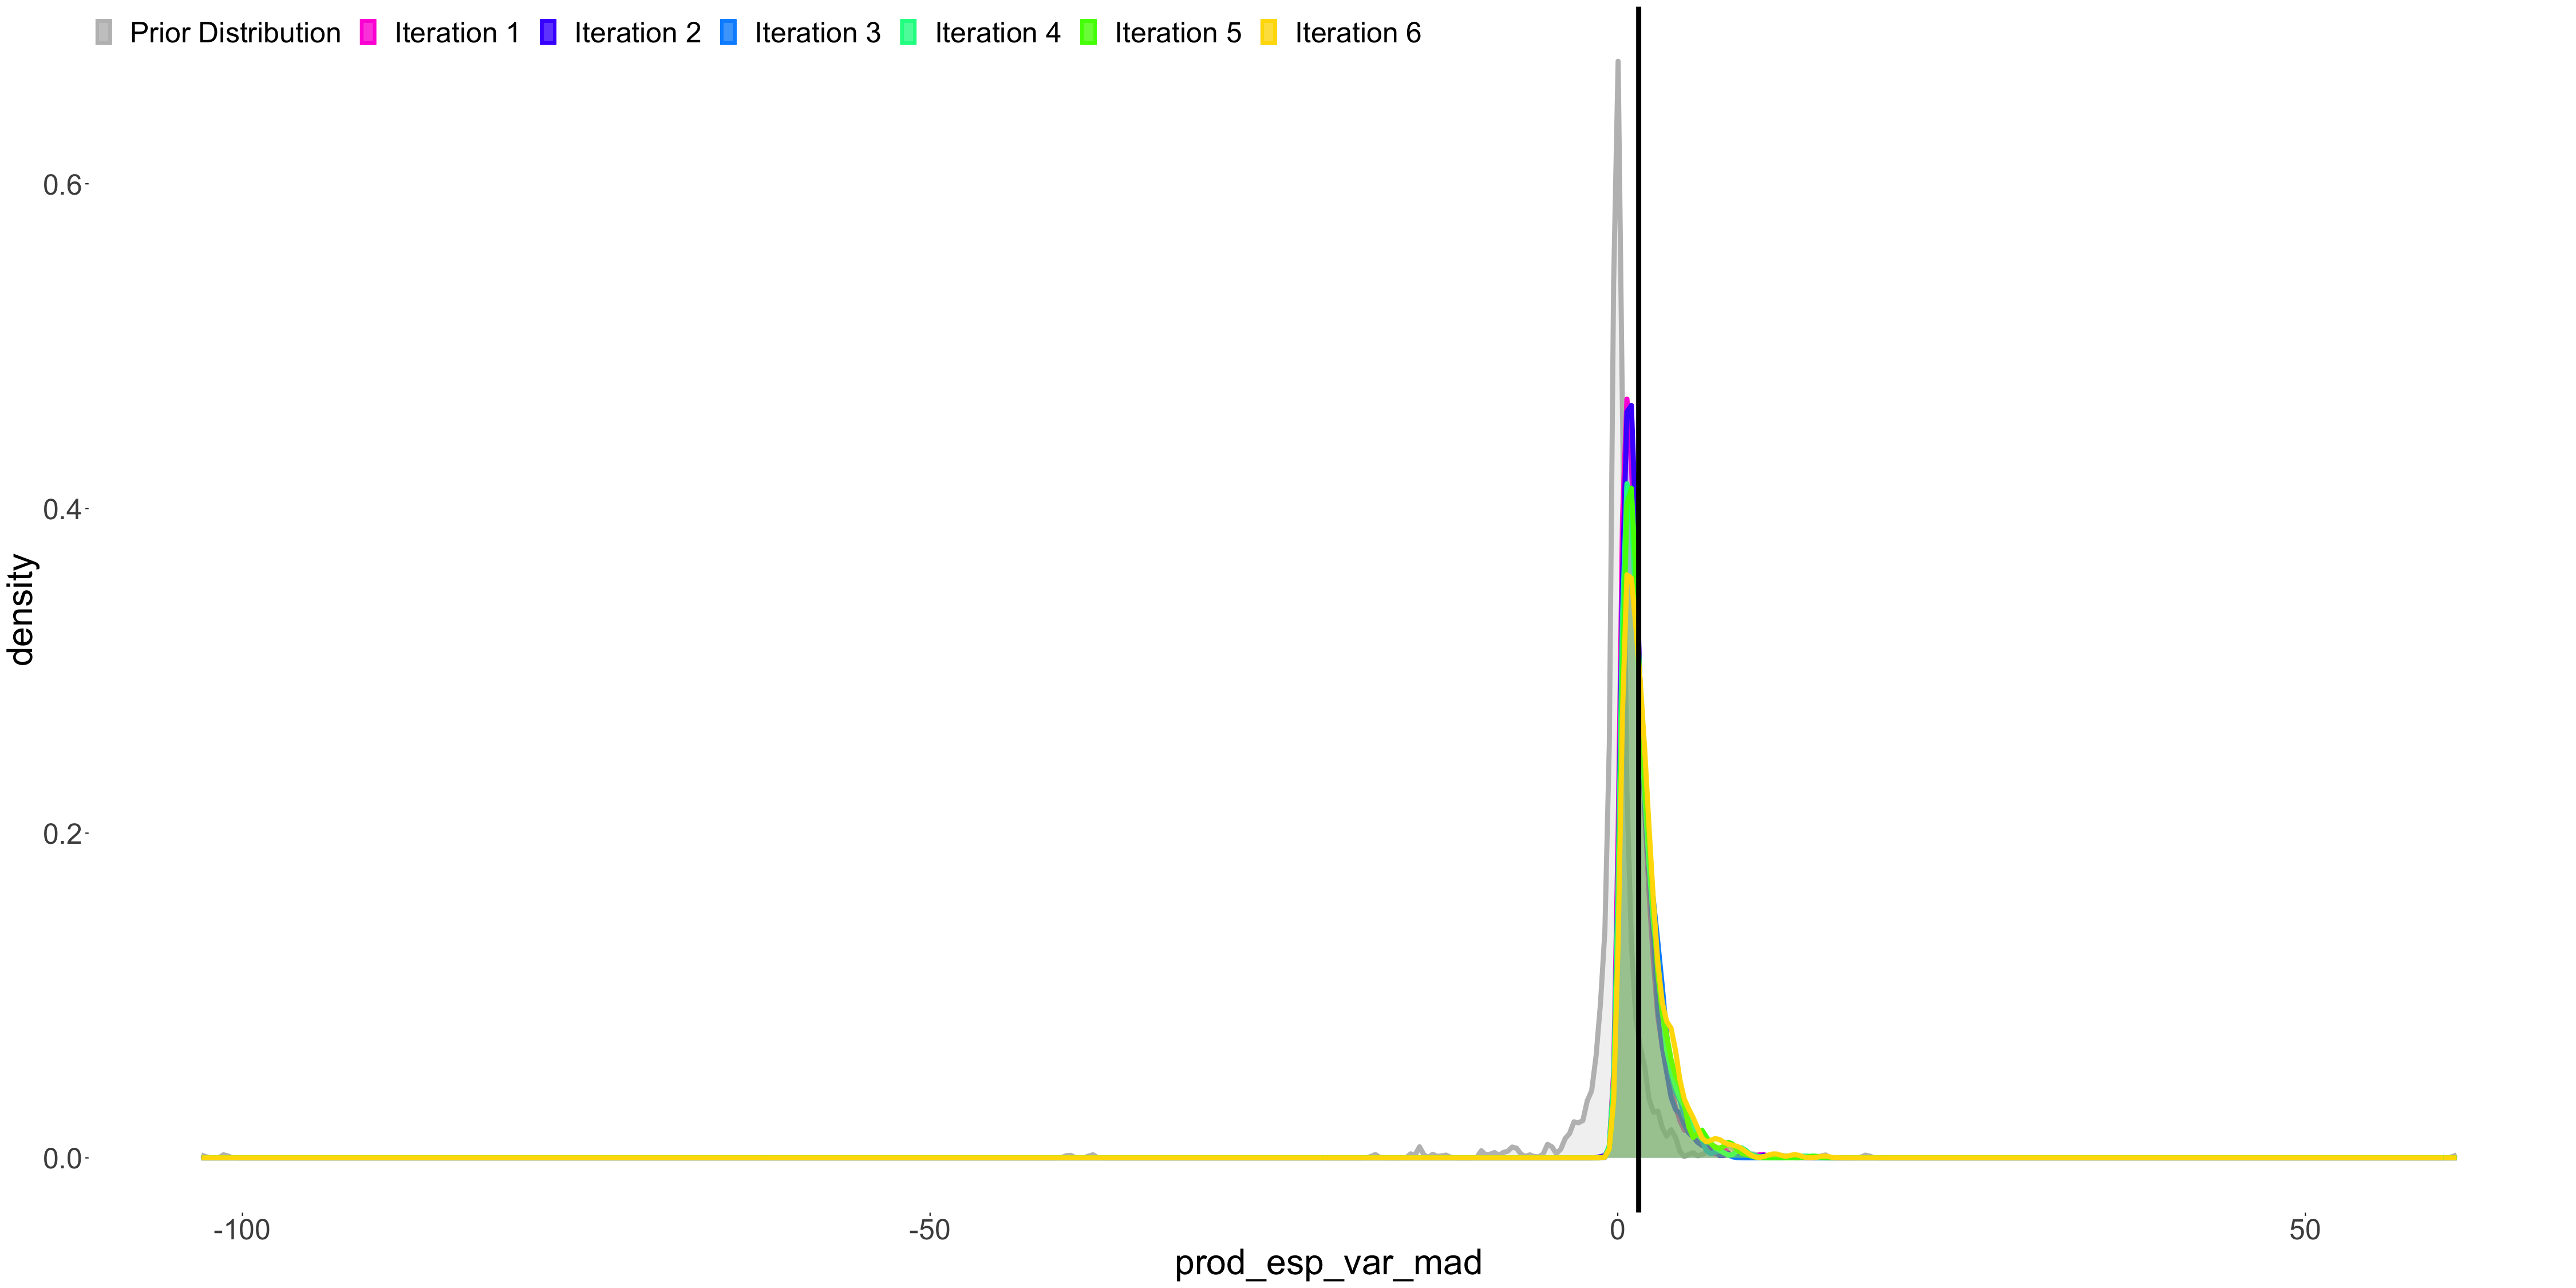 Prior Distribution Iteration 1 Iteration 2 Iteration 3 Iteration 4 Iteration 5 Iteration 6
0.6
0.4
0.2
0.0
density
-100 -50 0 50
prod_esp_var_mad